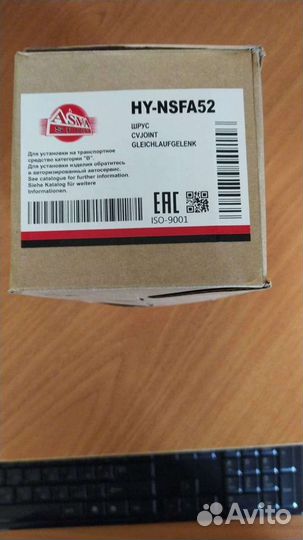 ASVA
HY-NSFA52
ШРУС
CVJOINT
GLEICHLAUFGELENK
Для установки на транспортное
средство категории "B".
Для установки изделия обратитесь
в авторизованный автосервис.
See catalogue for further information.
Siehe Katalog für weitere
Informationen.
EAC
ISO-9001
Avito